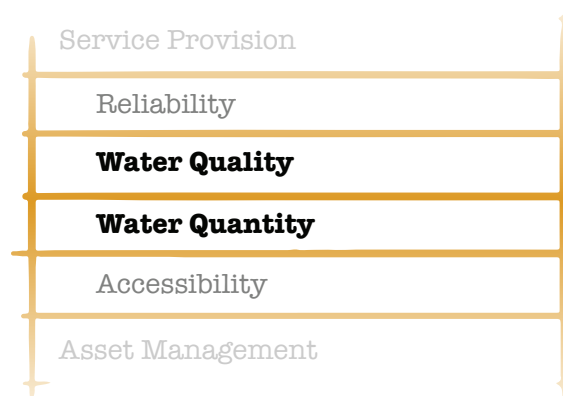 Service Provision
Reliability
Water Quality
Water Quantity
Accessibility
Asset Management